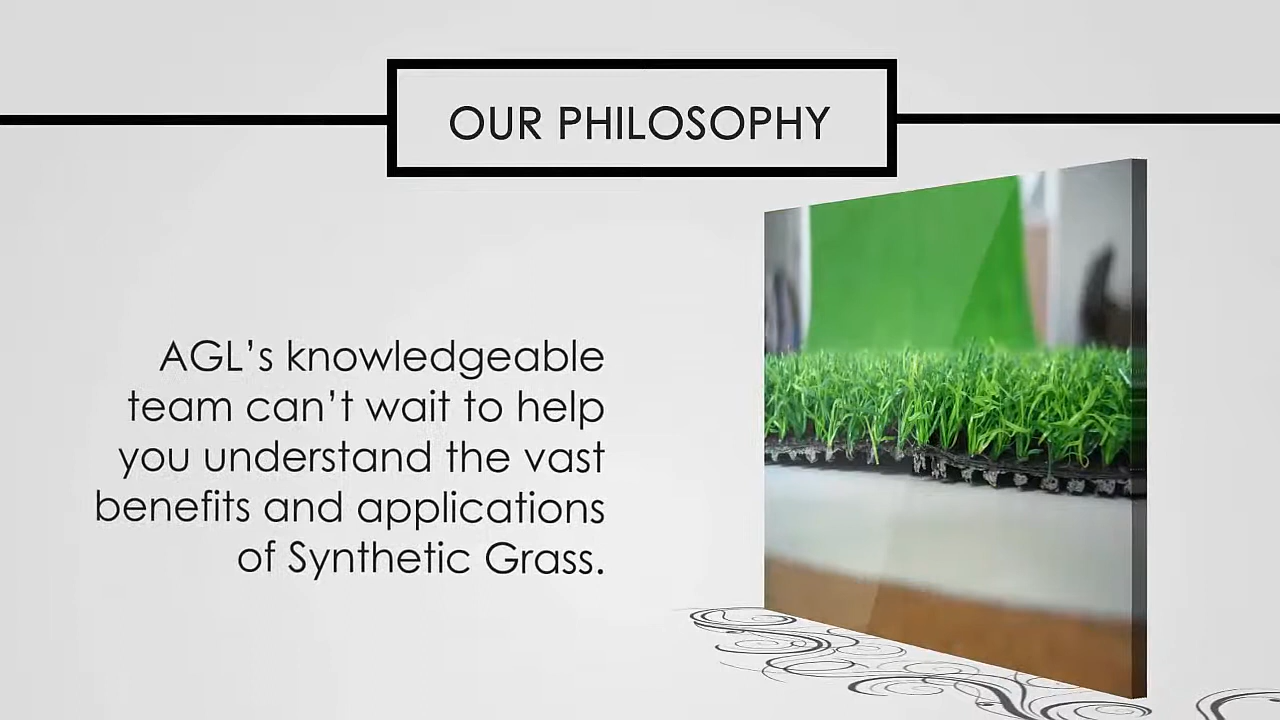 OUR PHILOSOPHY
AGL’s knowledgeable
team can’t wait to help
you understand the vast
benefits and applications
of Synthetic Grass.